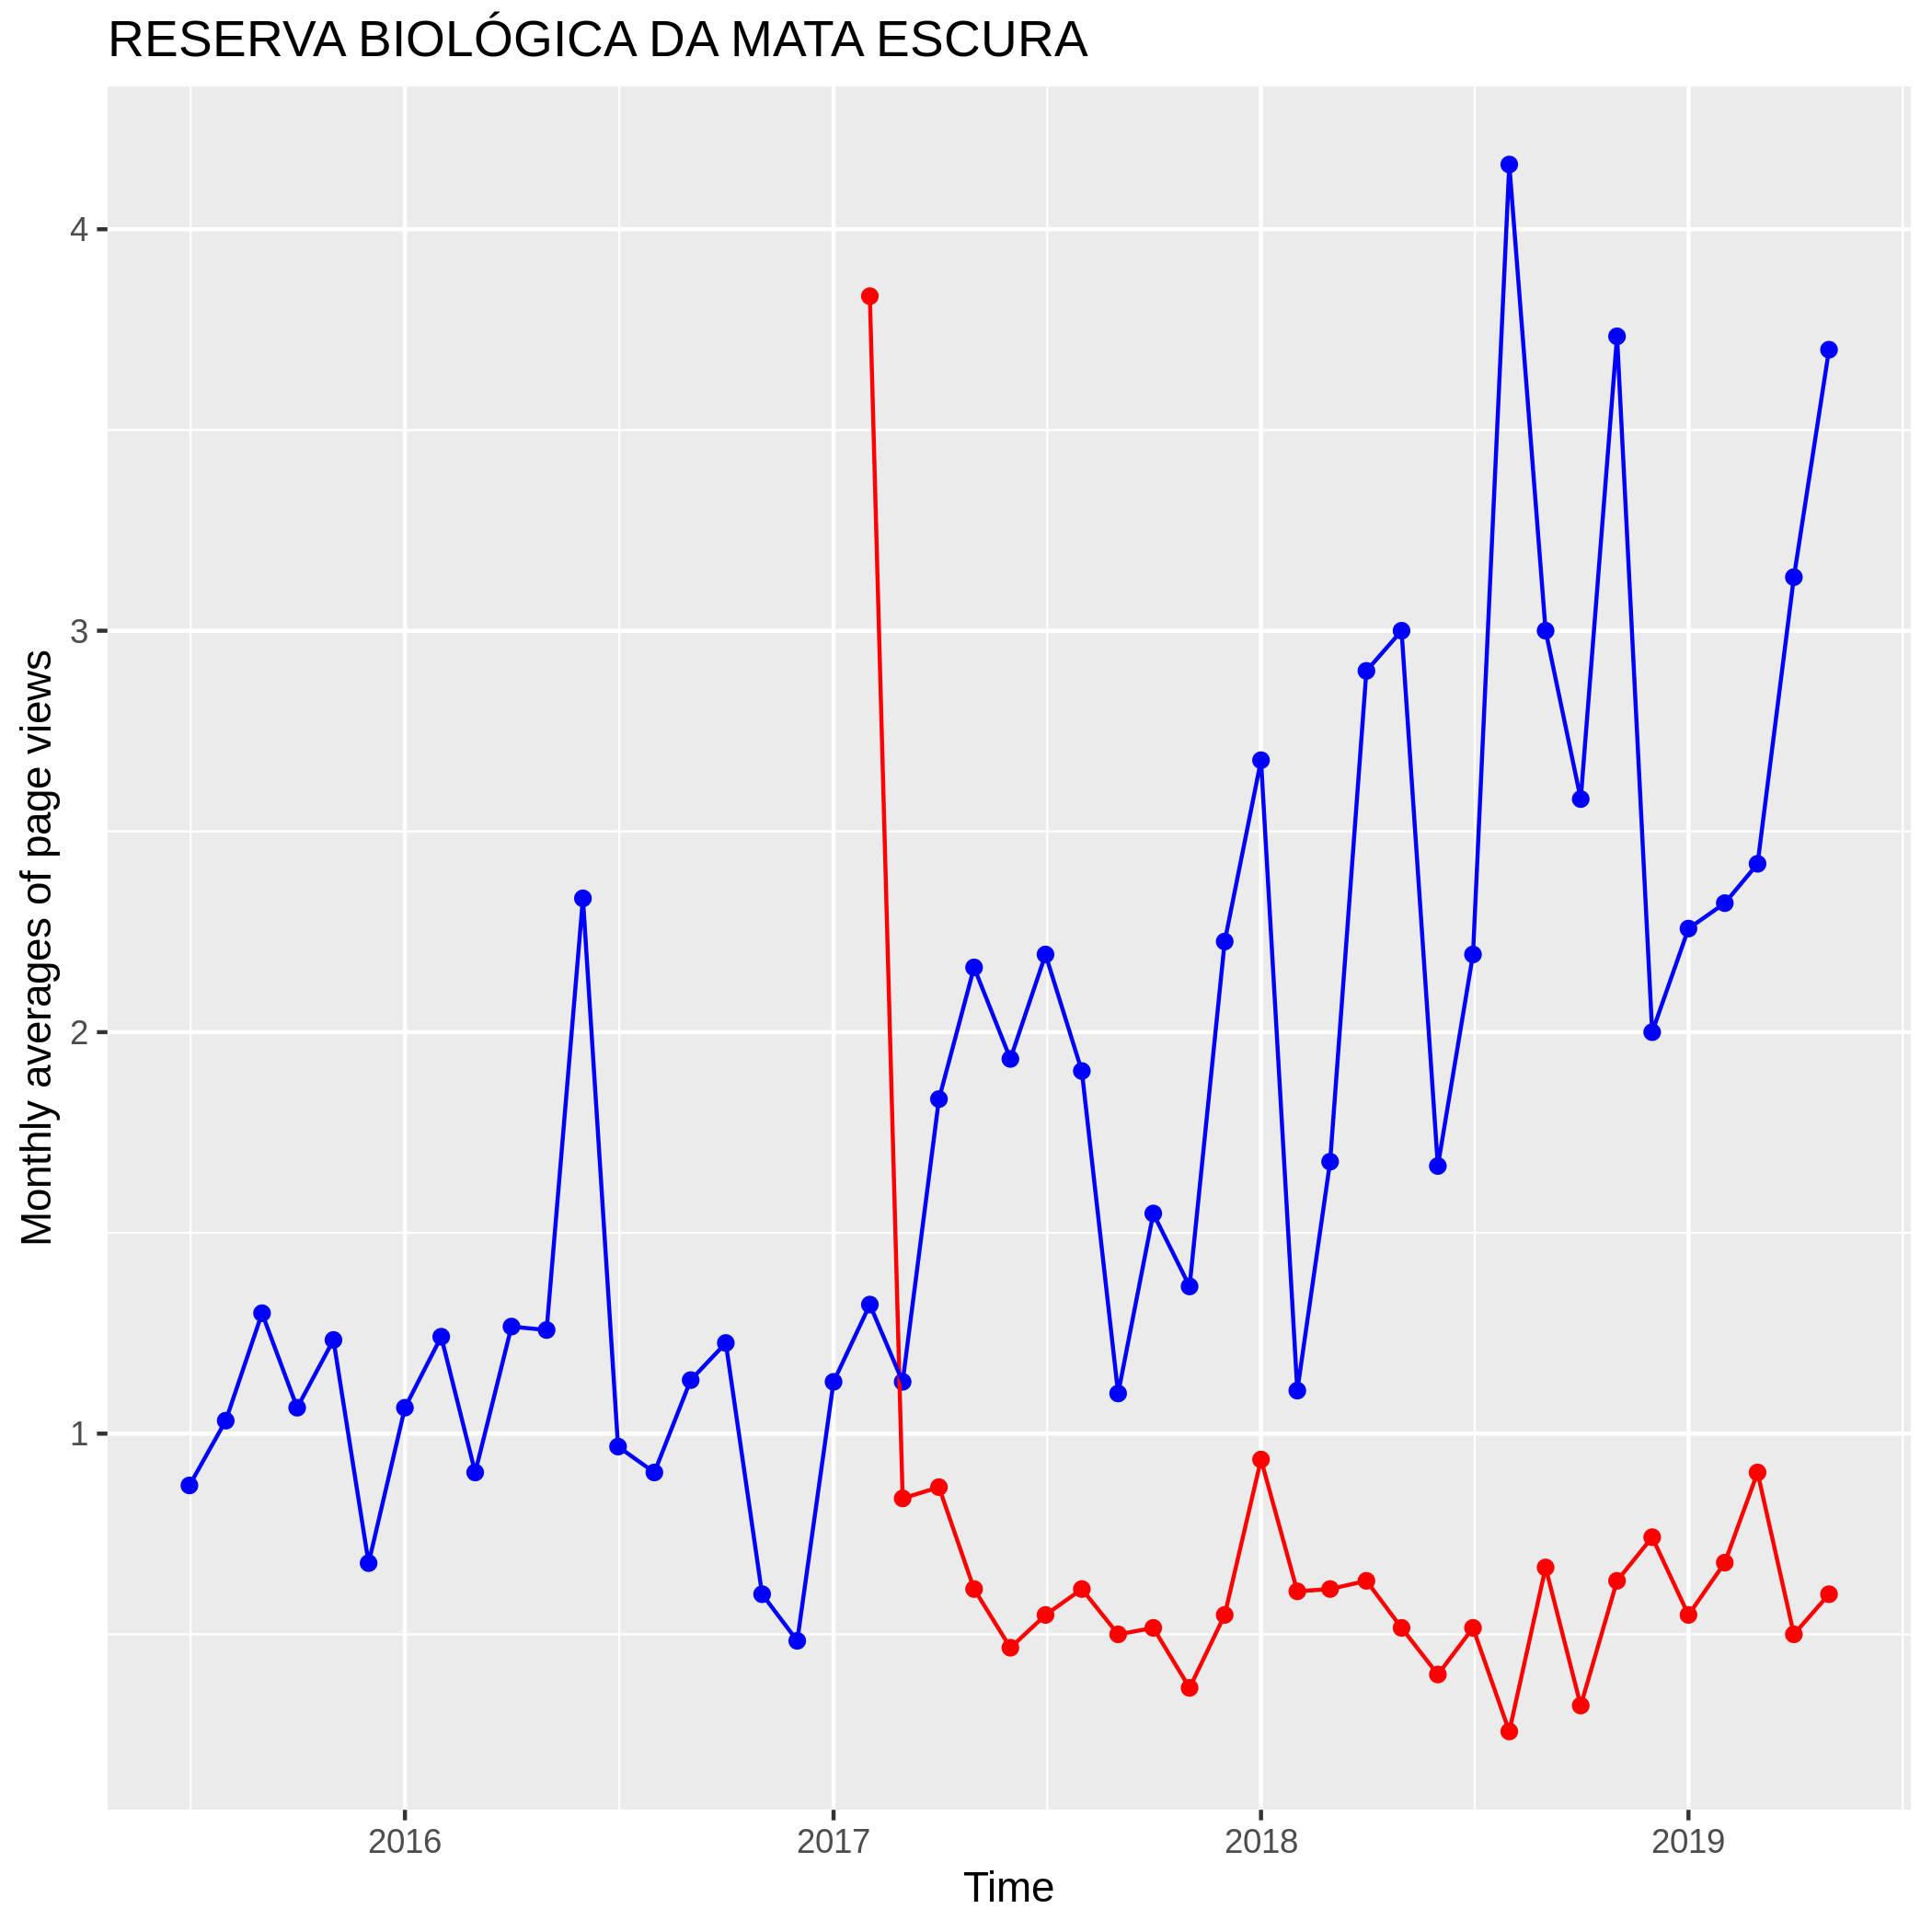 RESERVA BIOLÓGICA DA MATA ESCURA
Monthly averages of page views
4
3
2
1
2016
2017
2018
2019
Time